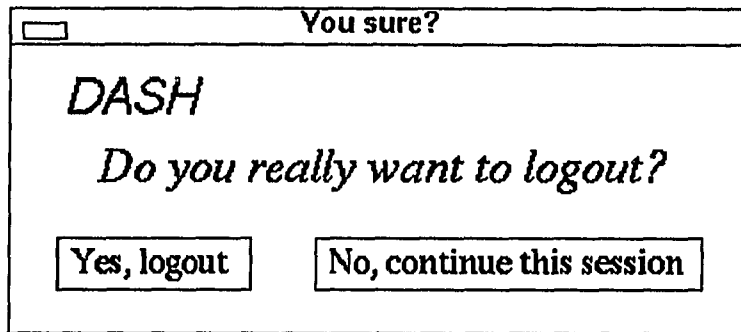 You sure?
DASH
Do you really want to logout?
Yes, logout
No, continue this session